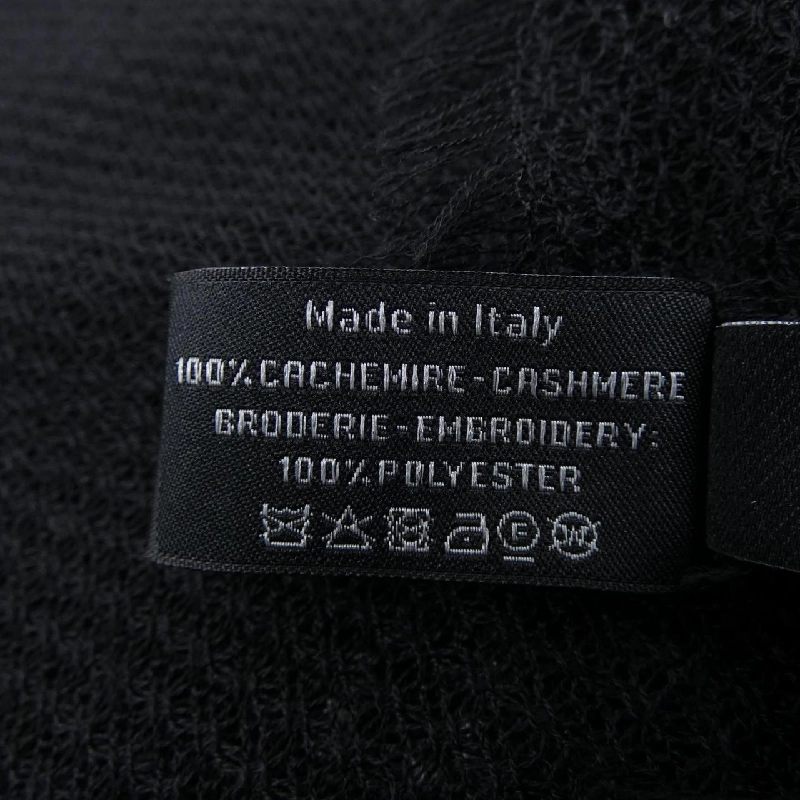 Made in Italy
100% CACHEMIRE-CASHMERE
BRODERIE-EMBROIDERY:
100% POLYESTER